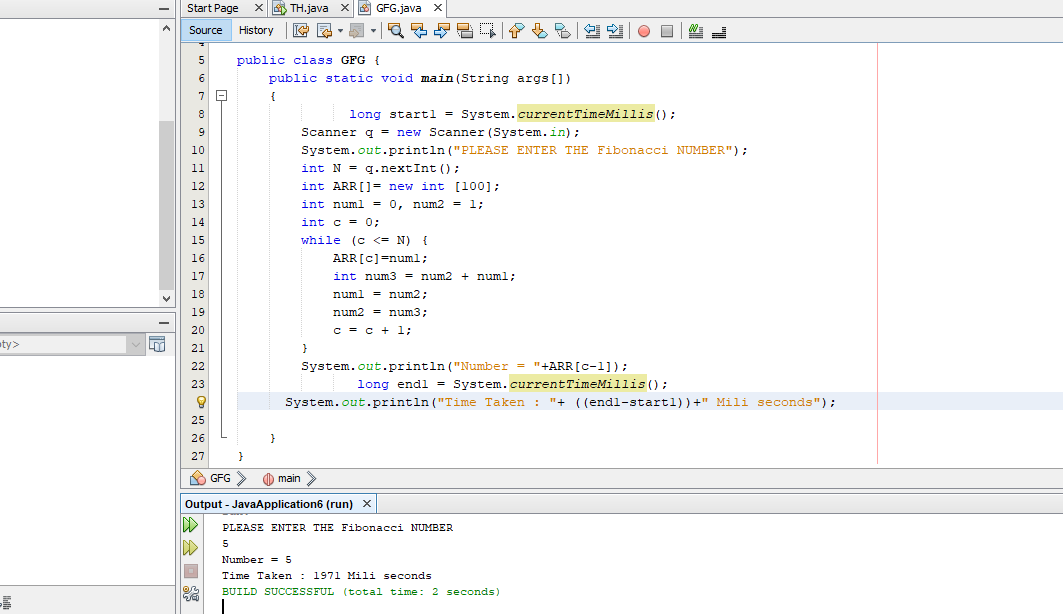 Start Page TH.java GFG.java
Source History
4
5 public class GFG {
6 public static void main(String args[])
7 {
8 long start1 = System.currentTimeMillis();
9 Scanner q = new Scanner(System.in);
10 System.out.println("PLEASE ENTER THE Fibonacci NUMBER");
11 int N = q.nextInt();
12 int ARR[]= new int [100];
13 int num1 = 0, num2 = 1;
14 int c = 0;
15 while (c <= N) {
16 ARR[c]=num1;
17 int num3 = num2 + num1;
18 num1 = num2;
19 num2 = num3;
20 c = c + 1;
21 }
22 System.out.println("Number = "+ARR[c-1]);
23 long end1 = System.currentTimeMillis();
System.out.println("Time Taken : "+ ((end1-start1))+" Mili seconds");
25
26 }
27 }
pty>
GFG main
Output - JavaApplication6 (run)
PLEASE ENTER THE Fibonacci NUMBER
5
Number = 5
Time Taken : 1971 Mili seconds
BUILD SUCCESSFUL (total time: 2 seconds)